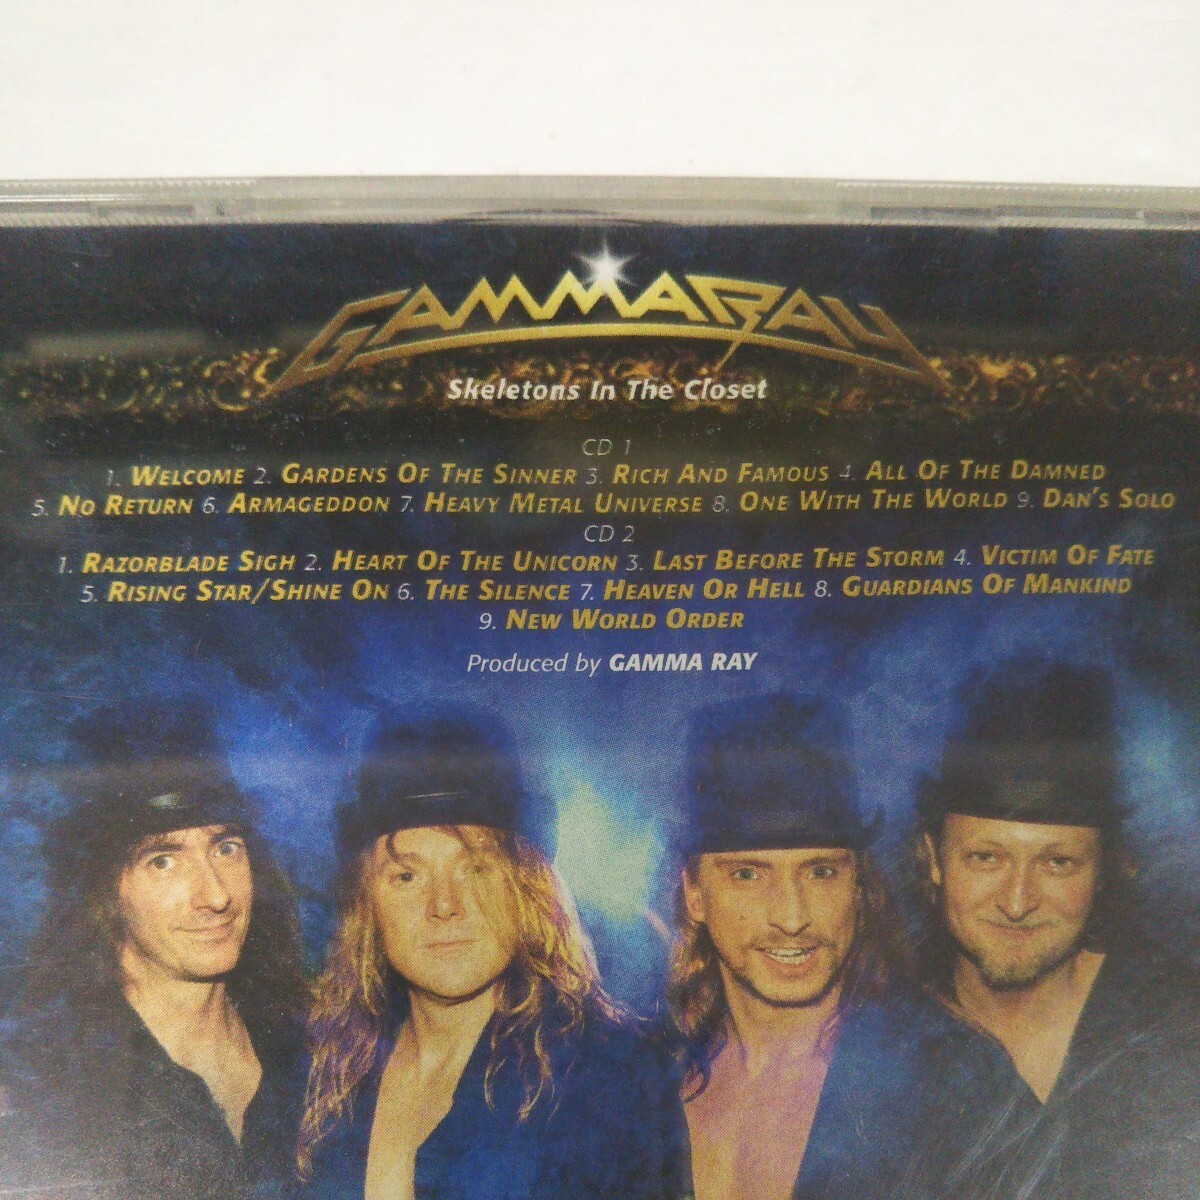 GAMMARAY
Skeletons In The Closet
CD 1
1. WELCOME 2. GARDENS OF THE SINNER 3. RICH AND FAMOUS 4. ALL OF THE DAMNED
5. NO RETURN 6. ARMAGEDDON 7. HEAVY METAL UNIVERSE 8. ONE WITH THE WORLD 9. DAN'S SOLO
CD 2
1. RAZORBLADE SIGH 2. HEART OF THE UNICORN 3. LAST BEFORE THE STORM 4. VICTIM OF FATE
5. RISING STAR/SHINE ON 6. THE SILENCE 7. HEAVEN OR HELL 8. GUARDIANS OF MANKIND
9. NEW WORLD ORDER
Produced by GAMMA RAY